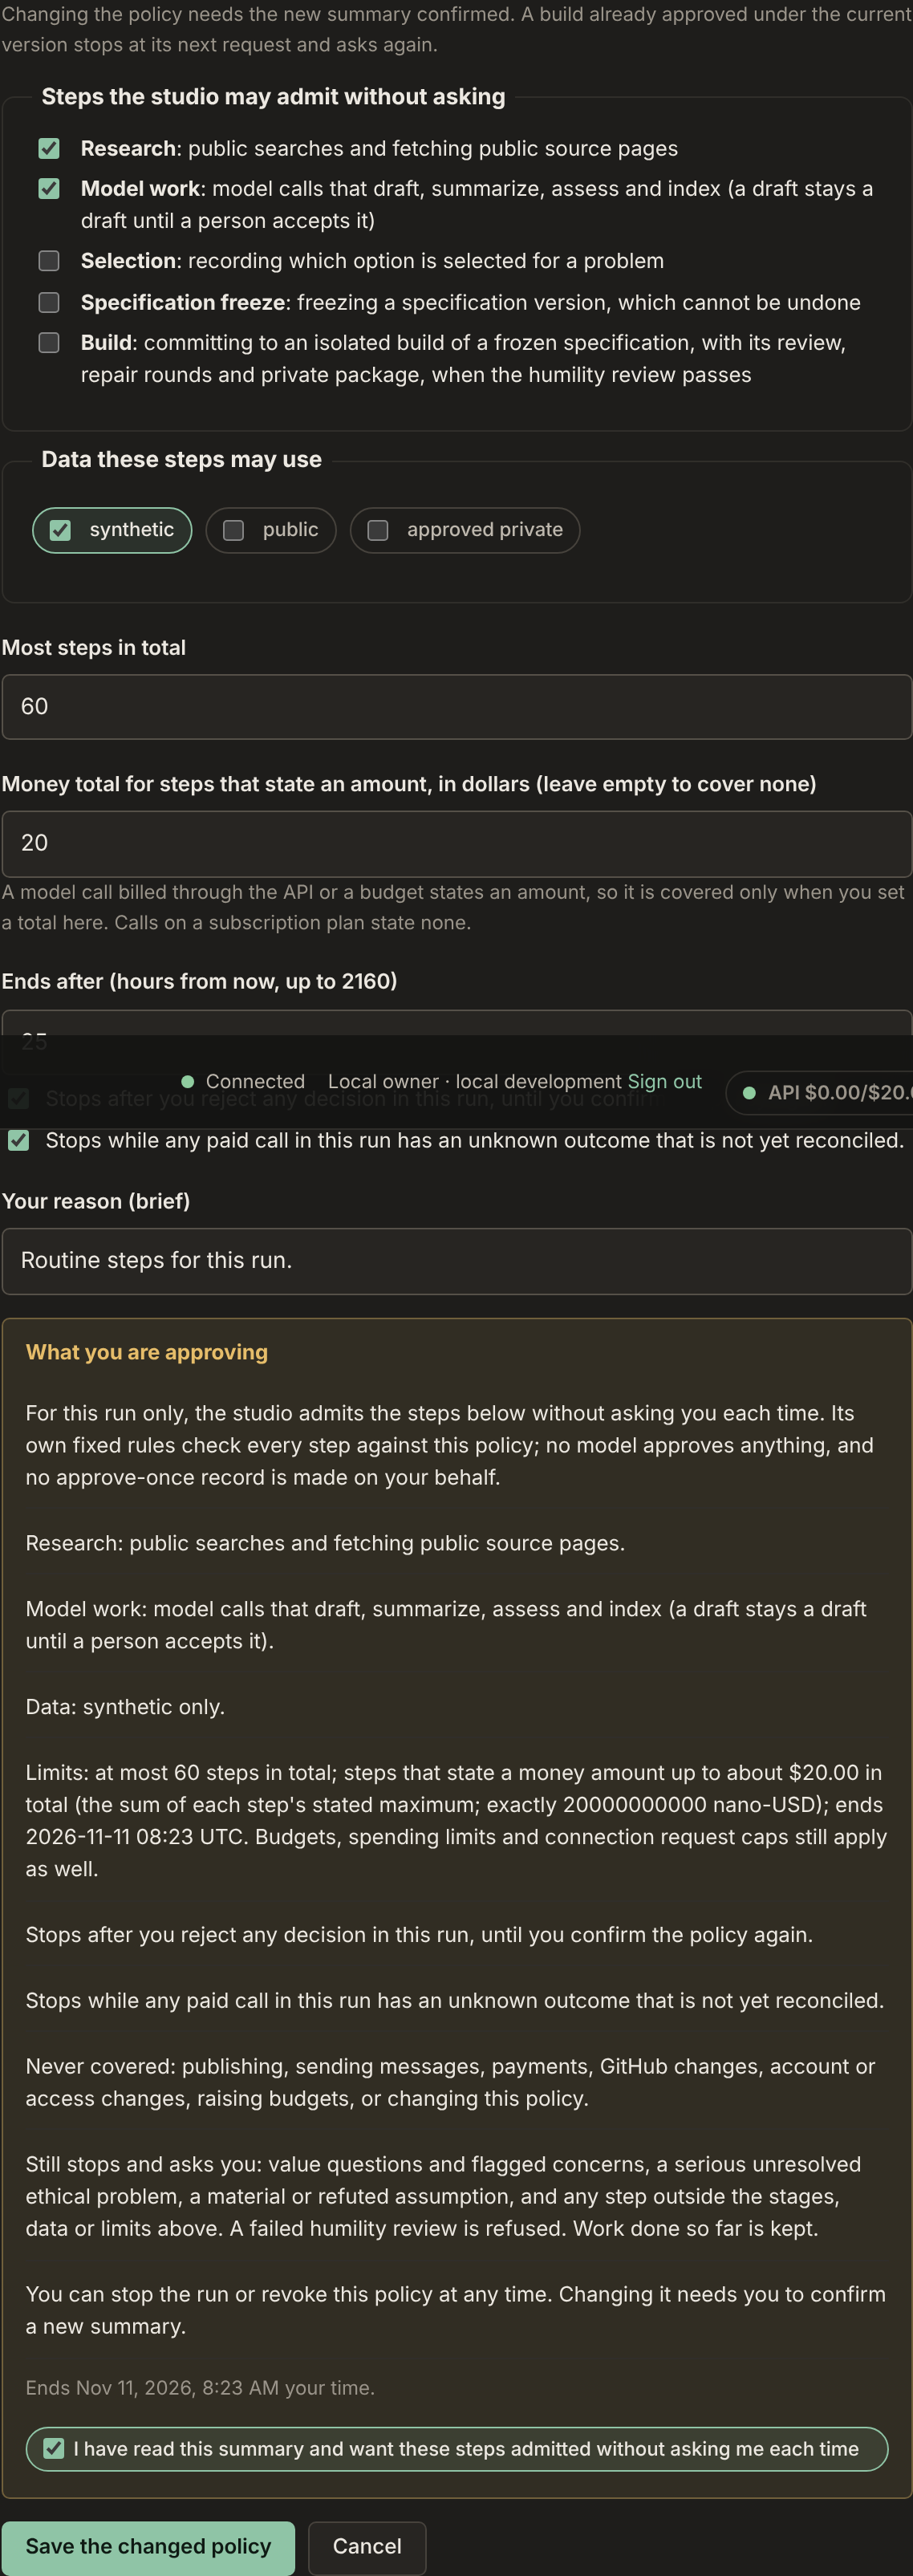 Changing the policy needs the new summary confirmed. A build already approved under the current
version stops at its next request and asks again.
Steps the studio may admit without asking
Research: public searches and fetching public source pages
Model work: model calls that draft, summarize, assess and index (a draft stays a
draft until a person accepts it)
Selection: recording which option is selected for a problem
Specification freeze: freezing a specification version, which cannot be undone
Build: committing to an isolated build of a frozen specification, with its review,
repair rounds and private package, when the humility review passes
Data these steps may use
synthetic public approved private
Most steps in total
60
Money total for steps that state an amount, in dollars (leave empty to cover none)
20
A model call billed through the API or a budget states an amount, so it is covered only when you set
a total here. Calls on a subscription plan state none.
Ends after (hours from now, up to 2160)
25
Connected Local owner · local development Sign out API $0.00/$20.
Stops after you reject any decision in this run, until you
Stops while any paid call in this run has an unknown outcome that is not yet reconciled.
Your reason (brief)
Routine steps for this run.
What you are approving
For this run only, the studio admits the steps below without asking you each time. Its
own fixed rules check every step against this policy; no model approves anything, and
no approve-once record is made on your behalf.
Research: public searches and fetching public source pages.
Model work: model calls that draft, summarize, assess and index (a draft stays a draft
until a person accepts it).
Data: synthetic only.
Limits: at most 60 steps in total; steps that state a money amount up to about $20.00 in
total (the sum of each step's stated maximum; exactly 20000000000 nano-USD); ends
2026-11-11 08:23 UTC. Budgets, spending limits and connection request caps still apply
as well.
Stops after you reject any decision in this run, until you confirm the policy again.
Stops while any paid call in this run has an unknown outcome that is not yet reconciled.
Never covered: publishing, sending messages, payments, GitHub changes, account or
access changes, raising budgets, or changing this policy.
Still stops and asks you: value questions and flagged concerns, a serious unresolved
ethical problem, a material or refuted assumption, and any step outside the stages,
data or limits above. A failed humility review is refused. Work done so far is kept.
You can stop the run or revoke this policy at any time. Changing it needs you to confirm
a new summary.
Ends Nov 11, 2026, 8:23 AM your time.
I have read this summary and want these steps admitted without asking me each time
Save the changed policy Cancel